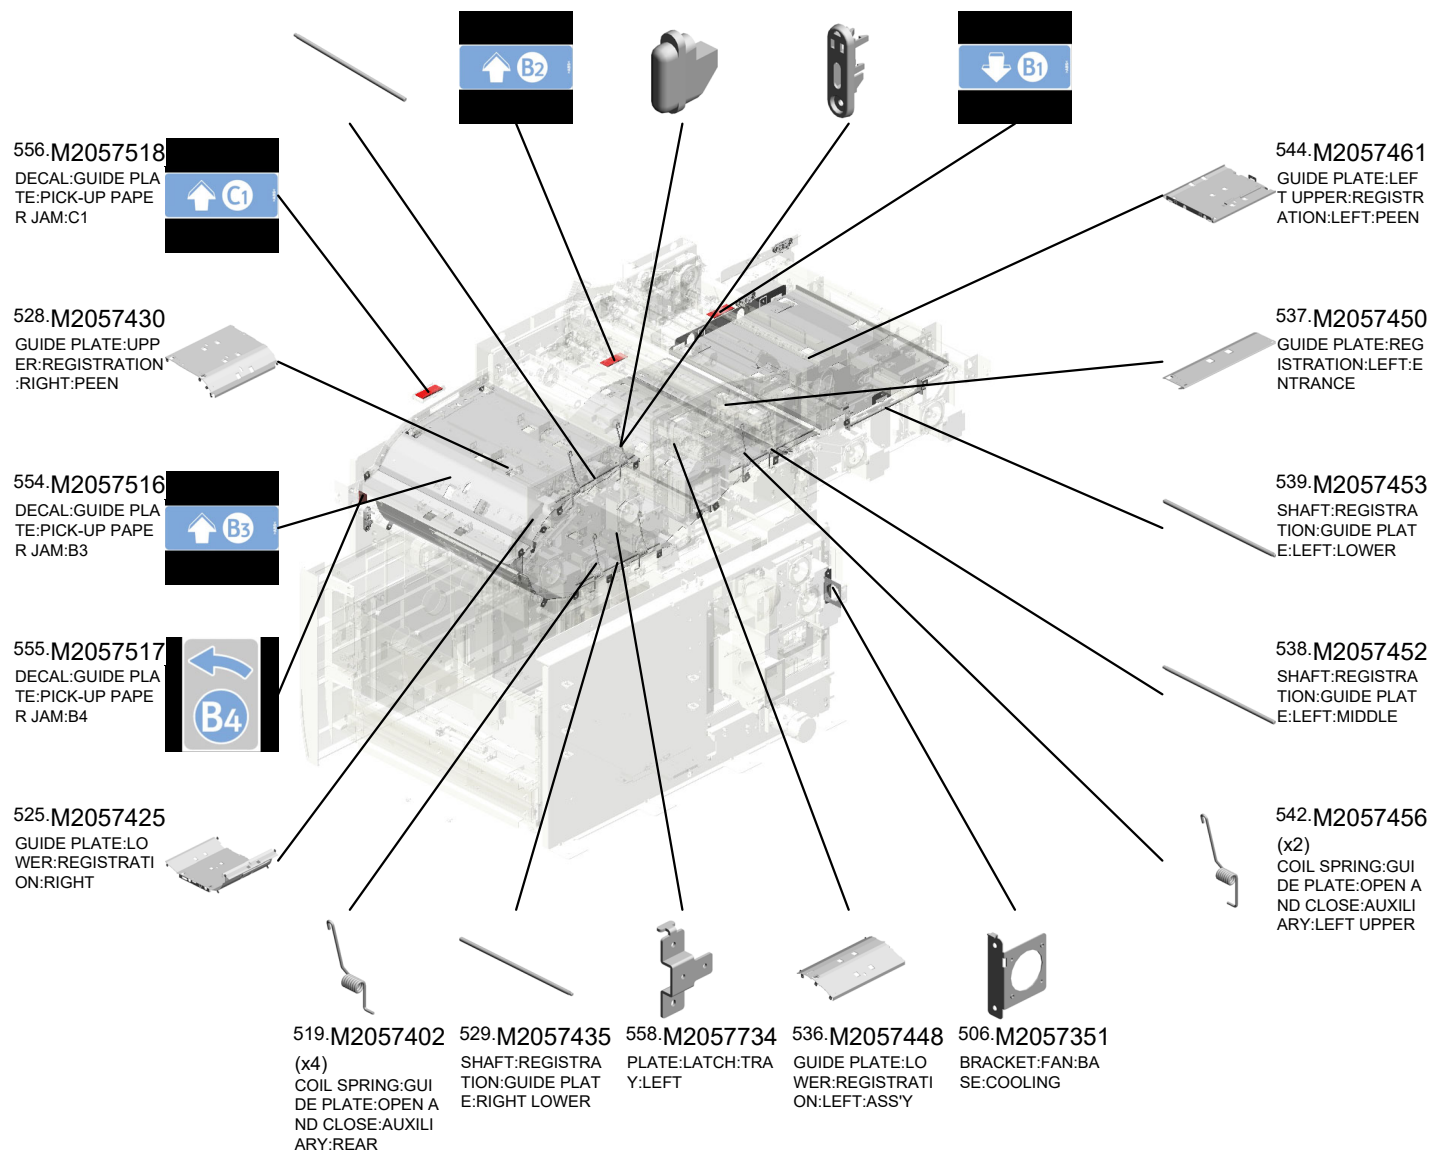 B2
B1
556.M2057518
DECAL:GUIDE PLA
TE:PICK-UP PAPE
R JAM:C1
C1
544.M2057461
GUIDE PLATE:LEF
T UPPER:REGISTR
ATION:LEFT:PEEN
528.M2057430
GUIDE PLATE:UPP
ER:REGISTRATION
:RIGHT:PEEN
537.M2057450
GUIDE PLATE:REG
ISTRATION:LEFT:E
NTRANCE
554.M2057516
DECAL:GUIDE PLA
TE:PICK-UP PAPE
R JAM:B3
B3
539.M2057453
SHAFT:REGISTRA
TION:GUIDE PLAT
E:LEFT:LOWER
555.M2057517
DECAL:GUIDE PLA
TE:PICK-UP PAPE
R JAM:B4
B4
538.M2057452
SHAFT:REGISTRA
TION:GUIDE PLAT
E:LEFT:MIDDLE
525.M2057425
GUIDE PLATE:LO
WER:REGISTRATI
ON:RIGHT
542.M2057456
(x2)
COIL SPRING:GUI
DE PLATE:OPEN A
ND CLOSE:AUXILI
ARY:LEFT UPPER
519.M2057402
(x4)
COIL SPRING:GUI
DE PLATE:OPEN A
ND CLOSE:AUXILI
ARY:REAR
529.M2057435
SHAFT:REGISTRA
TION:GUIDE PLAT
E:RIGHT LOWER
558.M2057734
PLATE:LATCH:TRA
Y:LEFT
536.M2057448
GUIDE PLATE:LO
WER:REGISTRATI
ON:LEFT:ASS'Y
506.M2057351
BRACKET:FAN:BA
SE:COOLING